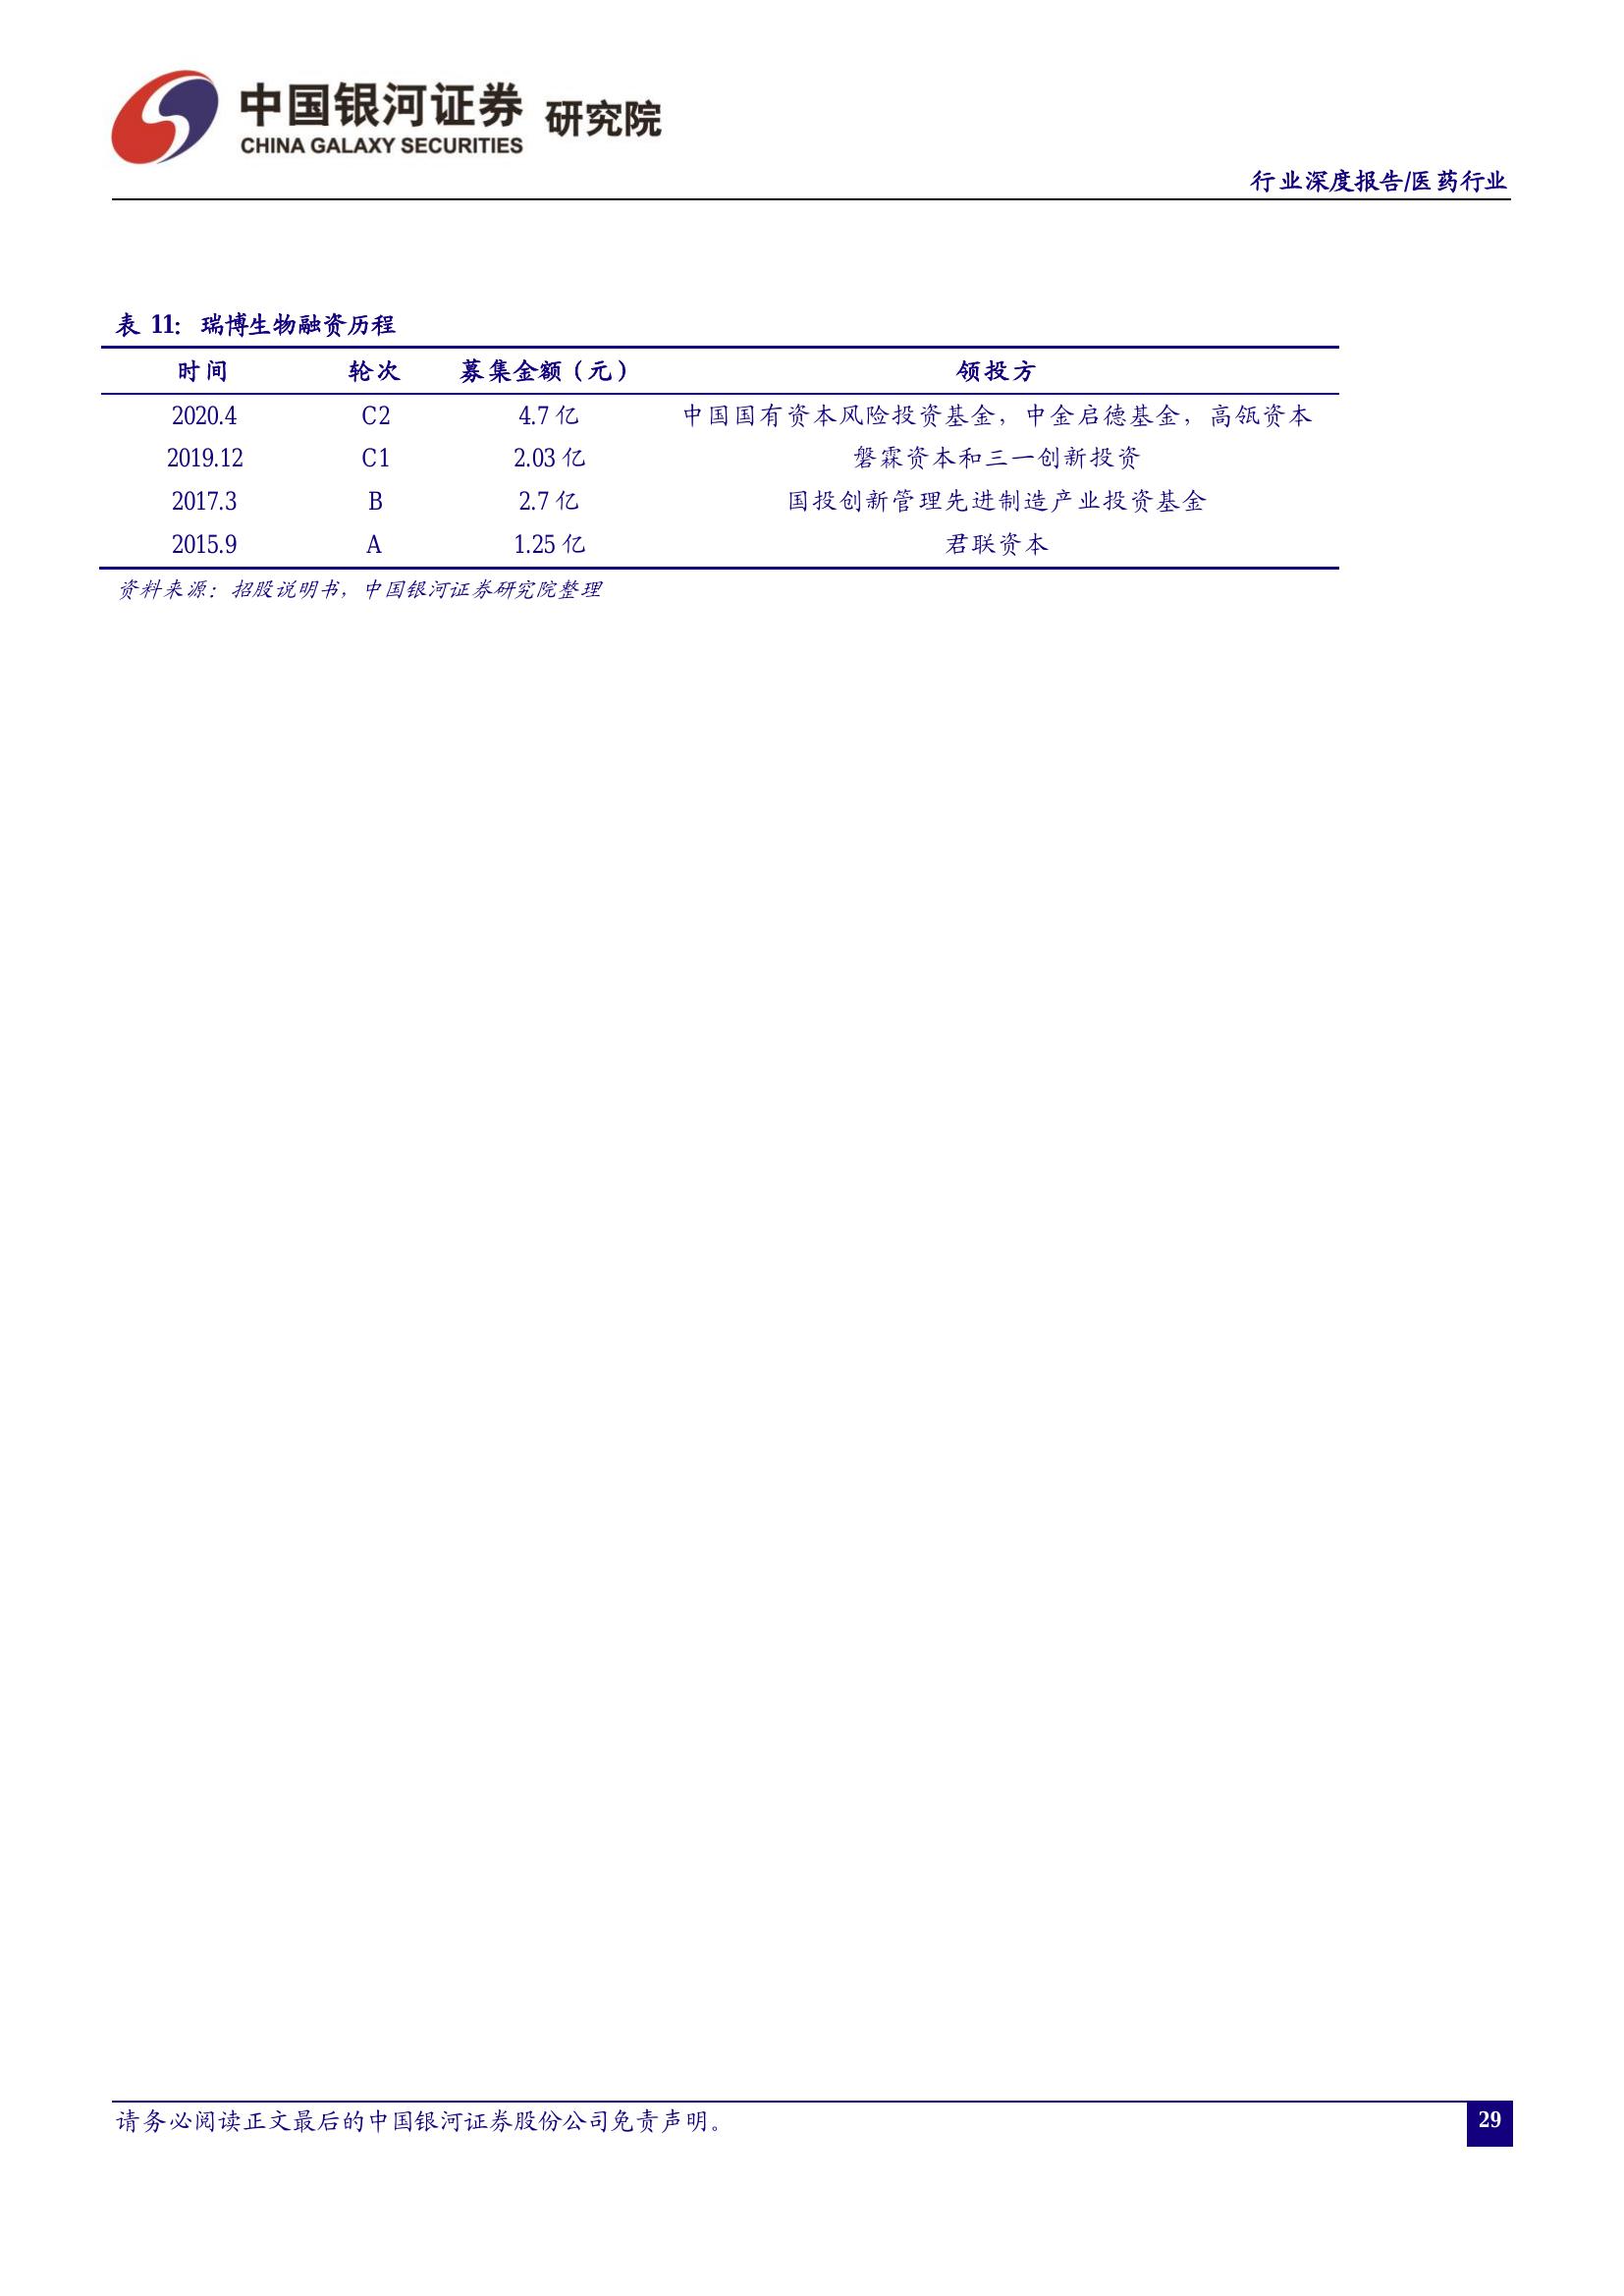 中国银河证券 研究院
CHINA GALAXY SECURITIES
行业深度报告/医药行业
表 11: 瑞博生物融资历程
时间 轮次 募集金额(元) 领投方
2020.4 C2 4.7 亿 中国国有资本风险投资基金,中金启德基金,高瓴资本
2019.12 C1 2.03 亿 磐霖资本和三一创新投资
2017.3 B 2.7 亿 国投创新管理先进制造产业投资基金
2015.9 A 1.25 亿 君联资本
资料来源:招股说明书,中国银河证券研究院整理
请务必阅读正文最后的中国银河证券股份公司免责声明。
29